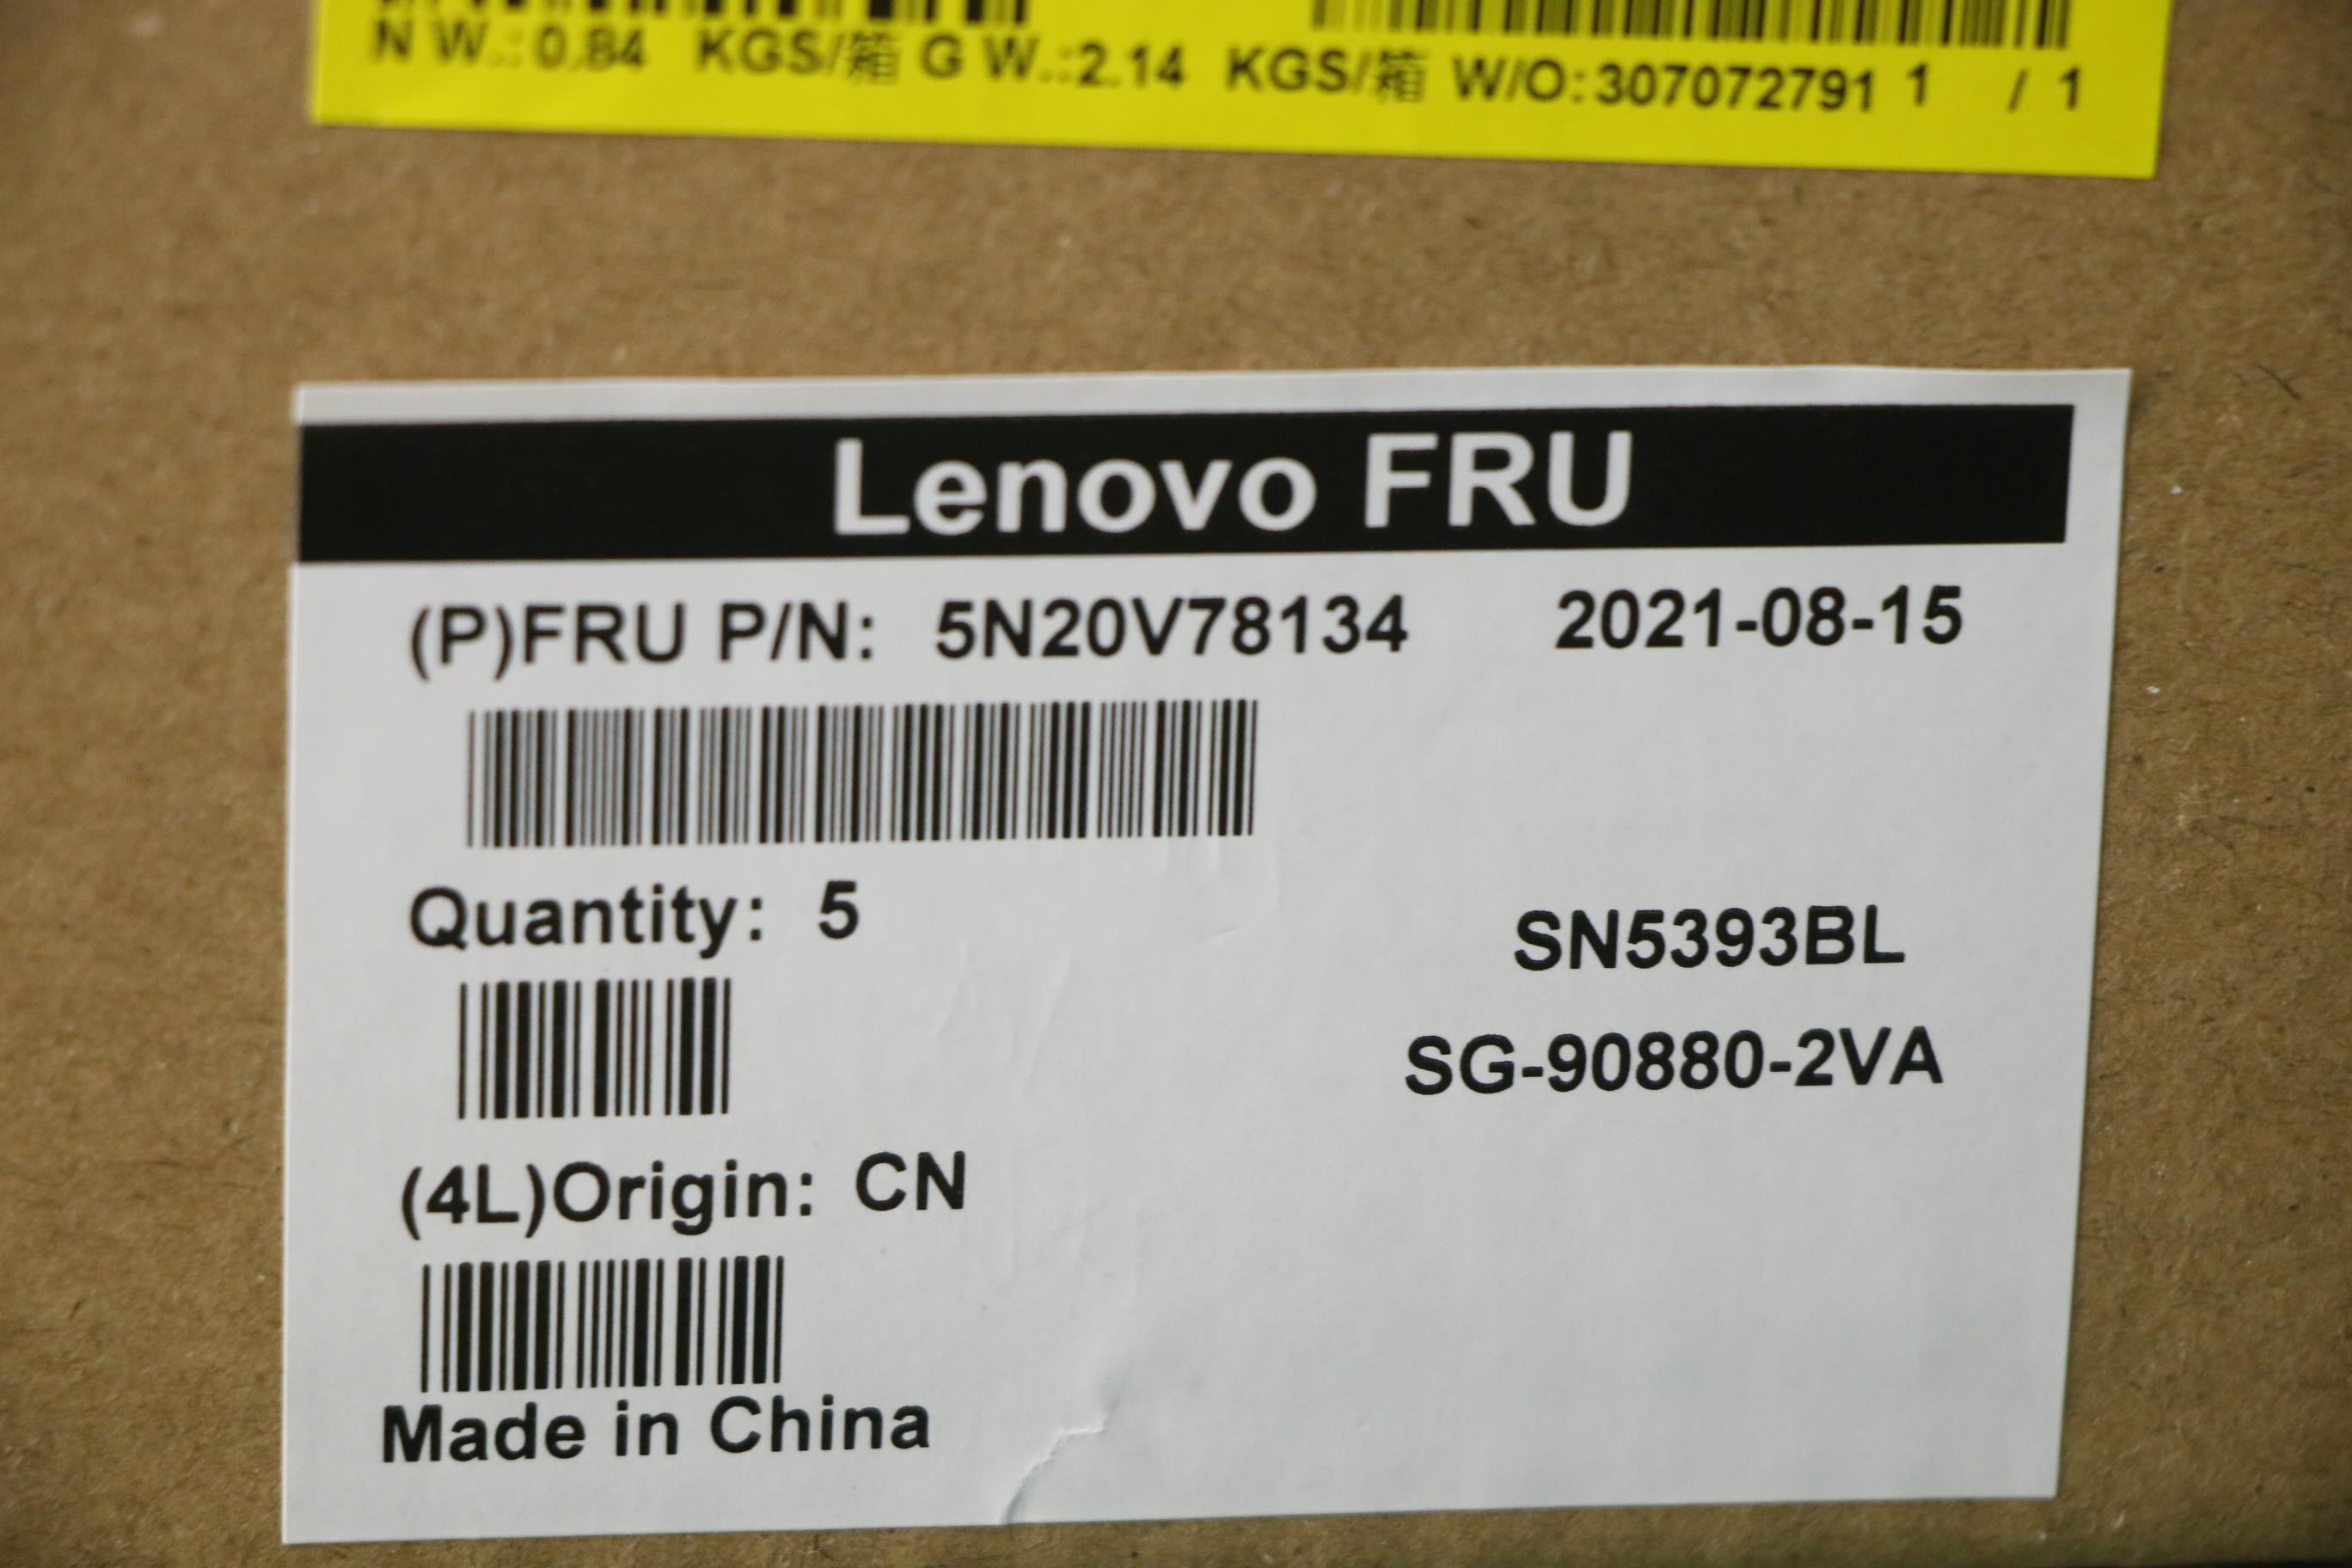 N W.: 0.84 KGS/箱 G W.:2.14 KGS/箱 W/O:307072791 1 / 1
Lenovo FRU
(P)FRU P/N: 5N20V78134 2021-08-15
Quantity: 5
SN5393BL
SG-90880-2VA
(4L)Origin: CN
Made in China